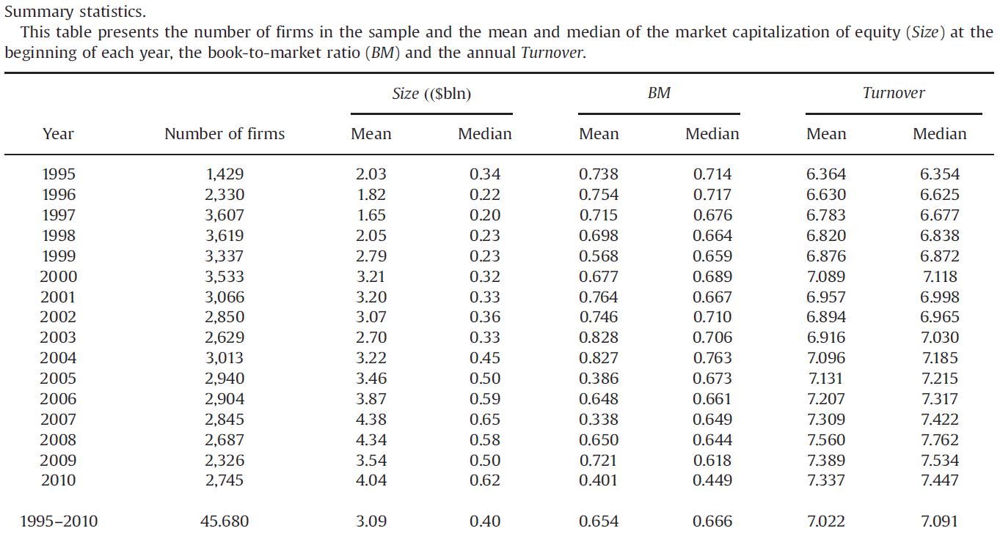 Summary statistics.
This table presents the number of firms in the sample and the mean and median of the market capitalization of equity (Size) at the
beginning of each year, the book-to-market ratio (BM) and the annual Turnover.
Size (($bln) BM Turnover
Year Number of firms Mean Median Mean Median Mean Median
1995 1,429 2.03 0.34 0.738 0.714 6.364 6.354
1996 2,330 1.82 0.22 0.754 0.717 6.630 6.625
1997 3,607 1.65 0.20 0.715 0.676 6.783 6.677
1998 3,619 2.05 0.23 0.698 0.664 6.820 6.838
1999 3,337 2.79 0.23 0.568 0.659 6.876 6.872
2000 3,533 3.21 0.32 0.677 0.689 7.089 7.118
2001 3,066 3.20 0.33 0.764 0.667 6.957 6.998
2002 2,850 3.07 0.36 0.746 0.710 6.894 6.965
2003 2,629 2.70 0.33 0.828 0.706 6.916 7.030
2004 3,013 3.22 0.45 0.827 0.763 7.096 7.185
2005 2,940 3.46 0.50 0.386 0.673 7.131 7.215
2006 2,904 3.87 0.59 0.648 0.661 7.207 7.317
2007 2,845 4.38 0.65 0.338 0.649 7.309 7.422
2008 2,687 4.34 0.58 0.650 0.644 7.560 7.762
2009 2,326 3.54 0.50 0.721 0.618 7.389 7.534
2010 2,745 4.04 0.62 0.401 0.449 7.337 7.447
1995–2010 45.680 3.09 0.40 0.654 0.666 7.022 7.091